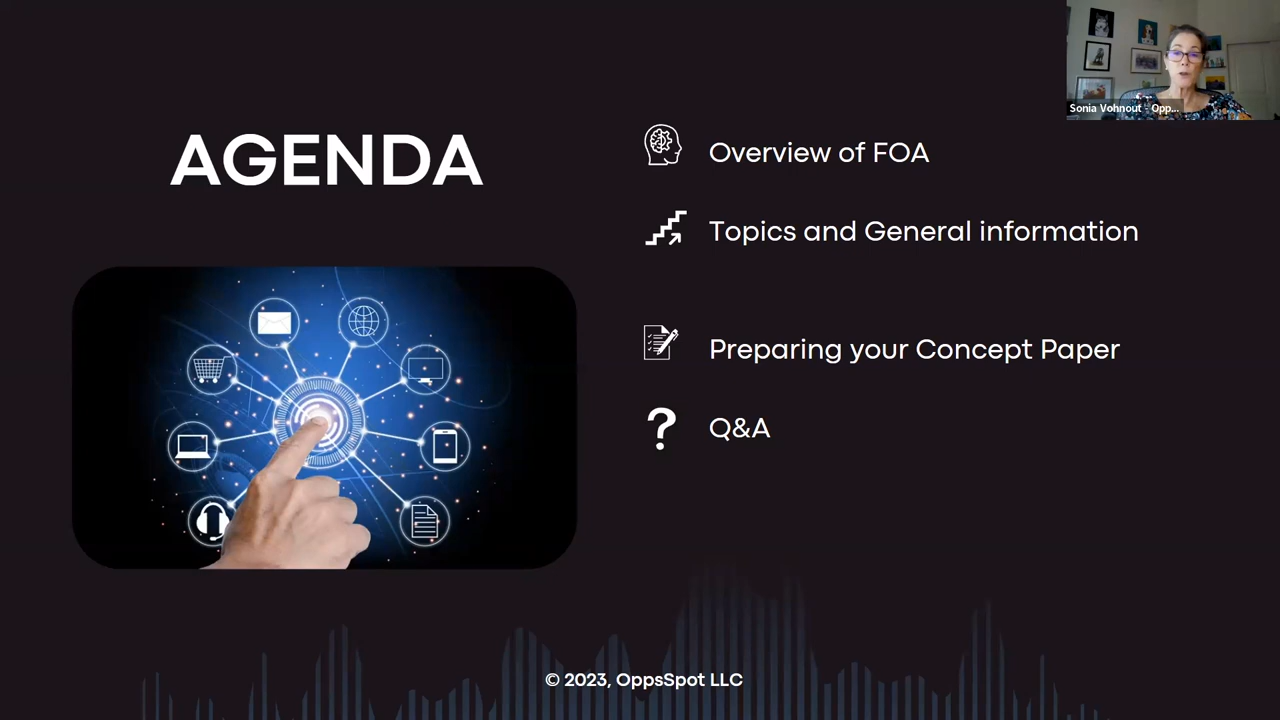 Sonia Vohnout - Opp...
AGENDA
Overview of FOA
Topics and General information
Preparing your Concept Paper
Q&A
© 2023, OppsSpot LLC